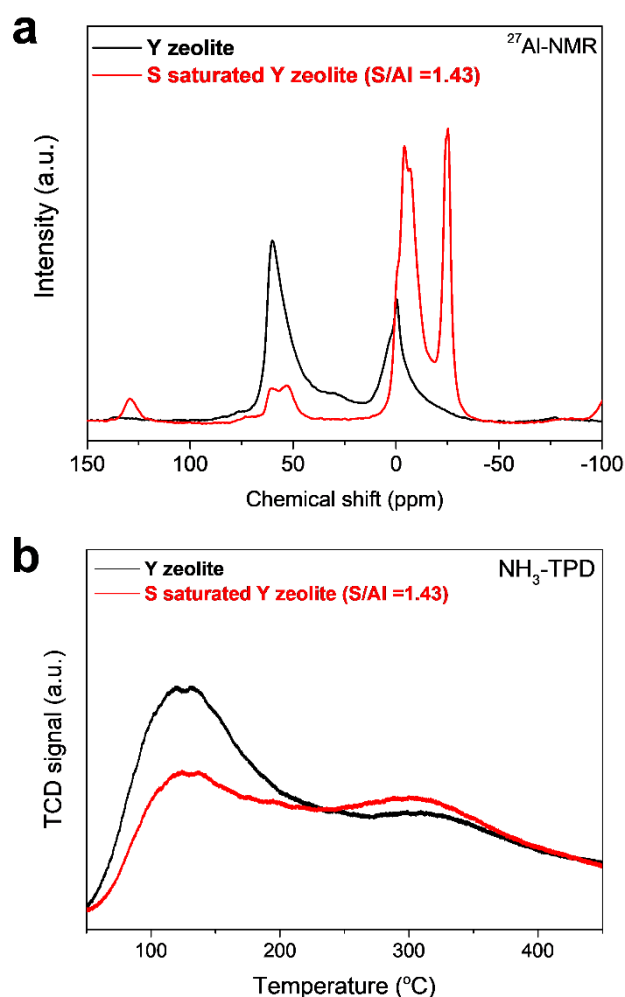 a
Y zeolite
S saturated Y zeolite (S/Al =1.43)
²⁷Al-NMR
Intensity (a.u.)
150 100 50 0 -50 -100
Chemical shift (ppm)
b
Y zeolite
S saturated Y zeolite (S/Al =1.43)
NH₃-TPD
TCD signal (a.u.)
100 200 300 400
Temperature (°C)